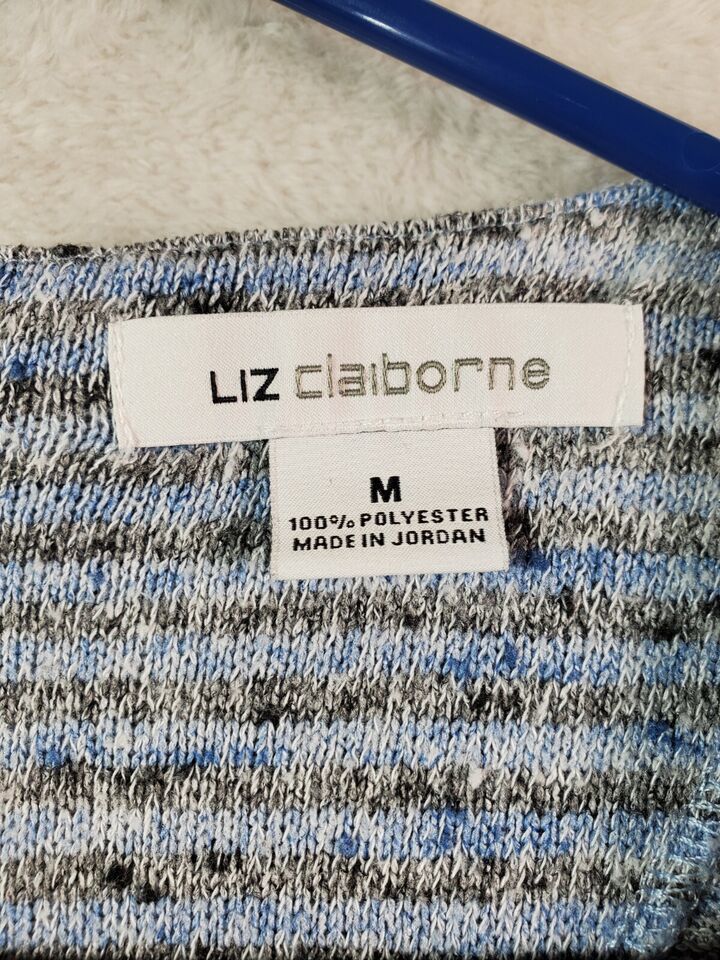 LIZ claiborne
M
100% POLYESTER
MADE IN JORDAN